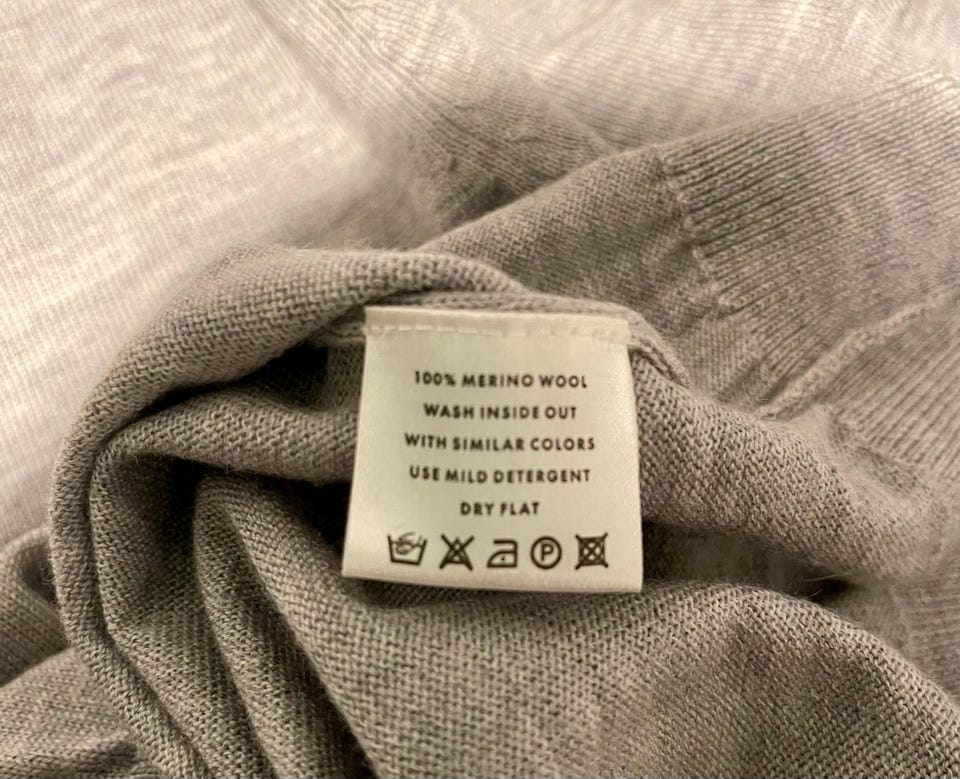 100% MERINO WOOL
WASH INSIDE OUT
WITH SIMILAR COLORS
USE MILD DETERGENT
DRY FLAT
P